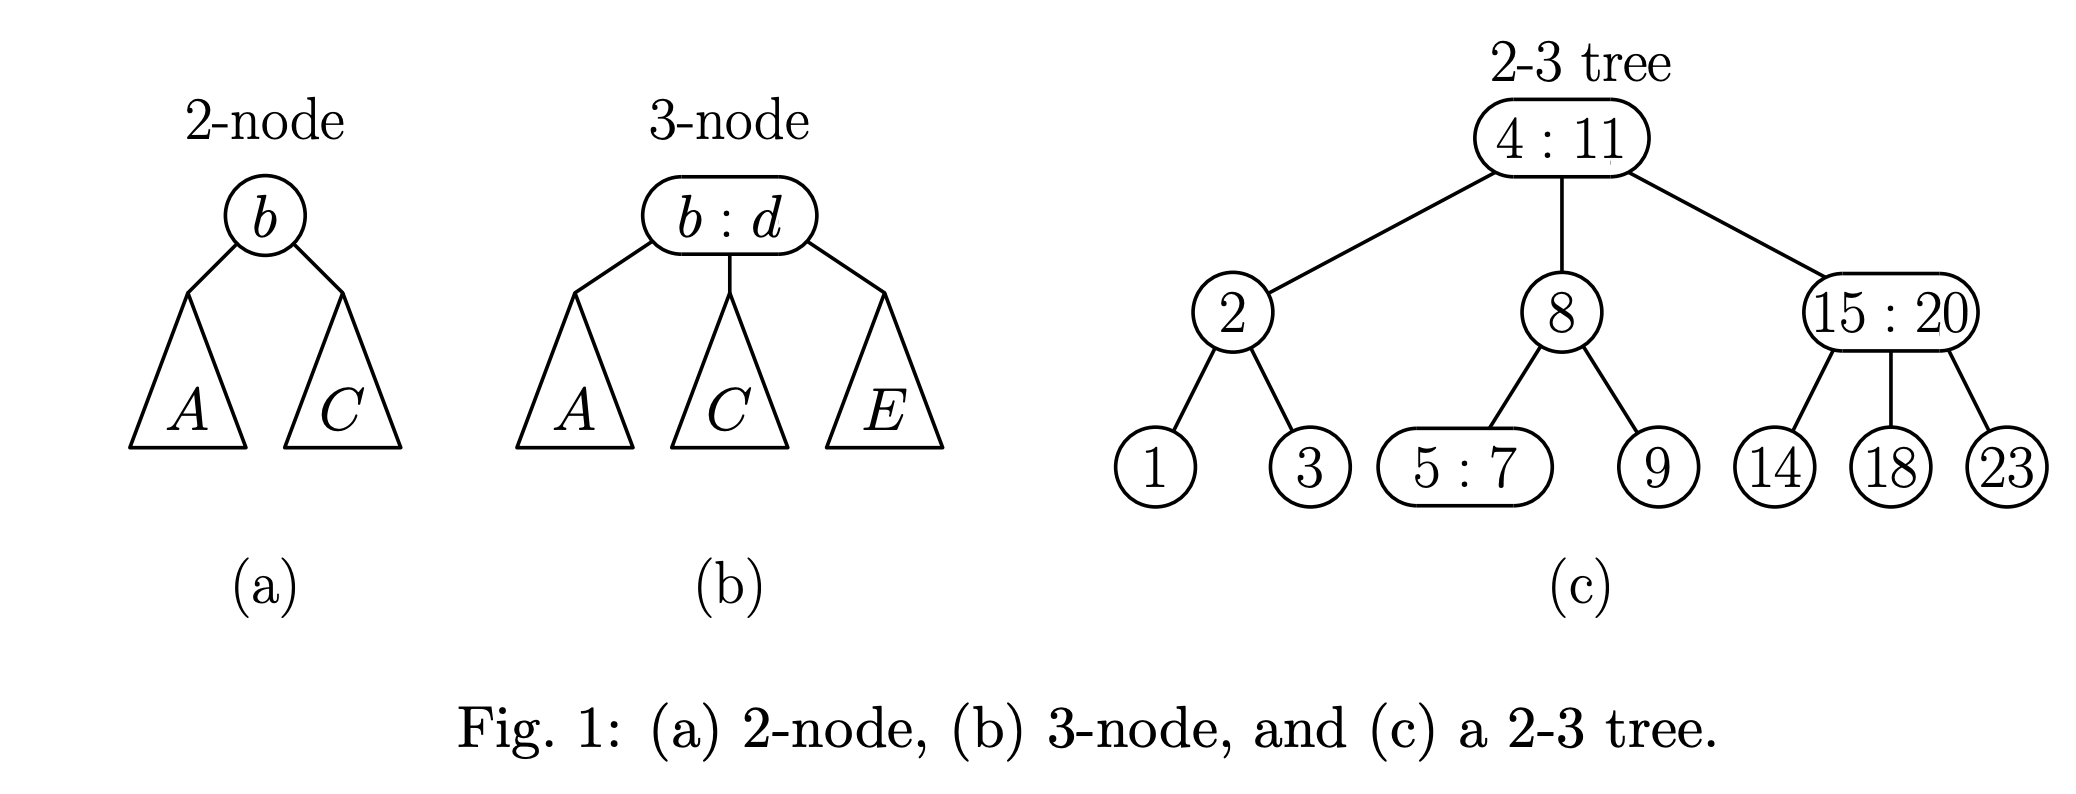 2-3 tree
2-node
3-node
4 : 11
b
b : d
2
8
15 : 20
A
C
A
C
E
1
3
5 : 7
9
14
18
23
(a)
(b)
(c)
Fig. 1: (a) 2-node, (b) 3-node, and (c) a 2-3 tree.